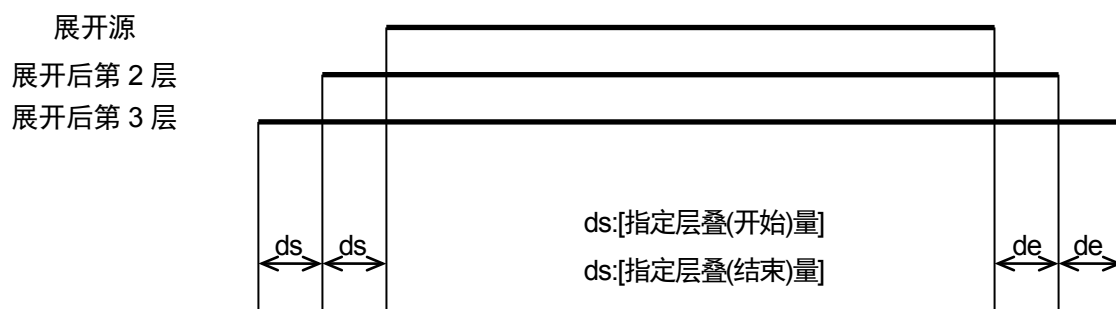 展开源
展开后第 2 层
展开后第 3 层
ds:[指定层叠(开始)量]
ds:[指定层叠(结束)量]
ds ds de de